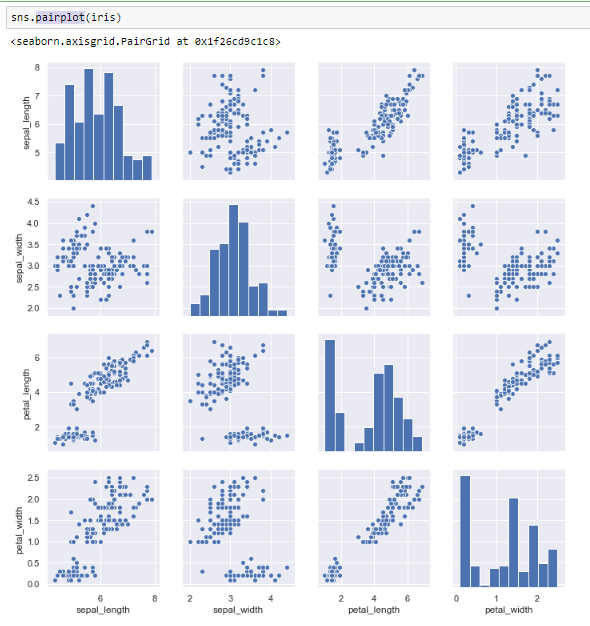 sns.pairplot(iris)
<seaborn.axisgrid.PairGrid at 0x1f26cd9c1c8>
sepal_length
8
7
6
5
sepal_width
4.5
4.0
3.5
3.0
2.5
2.0
petal_length
6
4
2
petal_width
2.5
2.0
1.5
1.0
0.5
0.0
6 8
2 3 4
2 4 6
0 1 2
sepal_length sepal_width petal_length petal_width